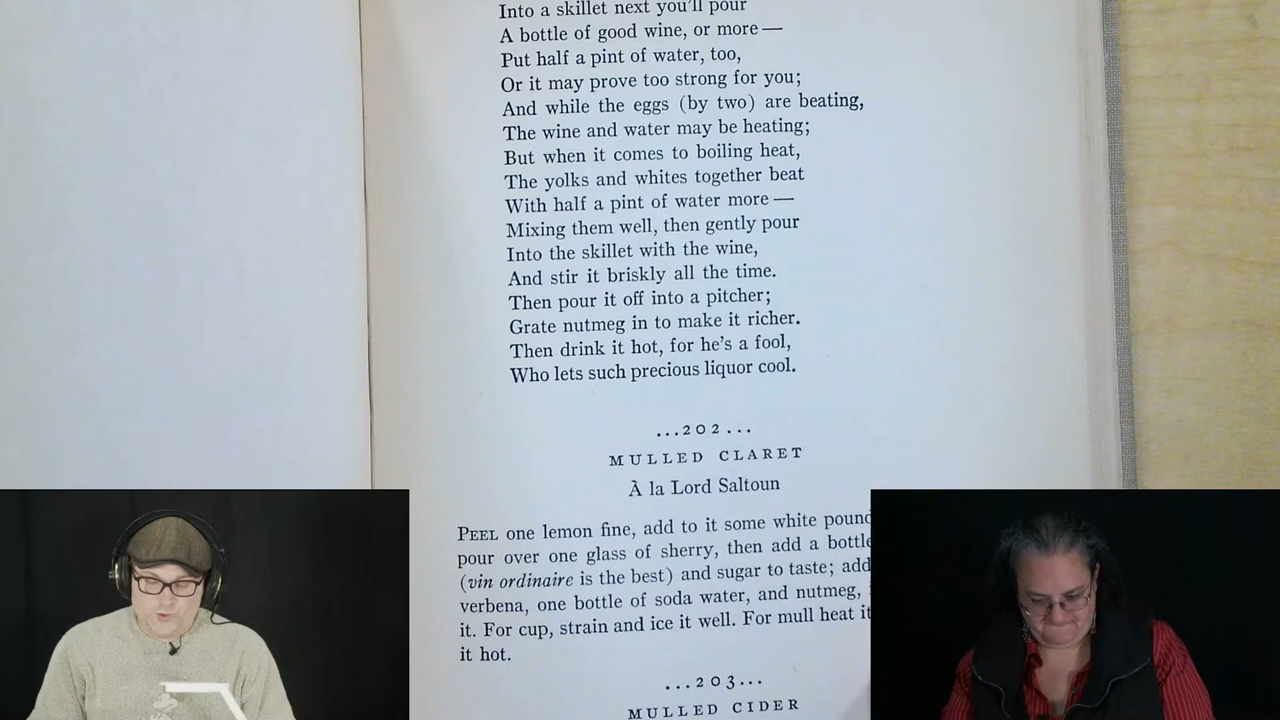 Into a skillet next you'll pour
A bottle of good wine, or more —
Put half a pint of water, too,
Or it may prove too strong for you;
And while the eggs (by two) are beating,
The wine and water may be heating;
But when it comes to boiling heat,
The yolks and whites together beat
With half a pint of water more —
Mixing them well, then gently pour
Into the skillet with the wine,
And stir it briskly all the time.
Then pour it off into a pitcher;
Grate nutmeg in to make it richer.
Then drink it hot, for he's a fool,
Who lets such precious liquor cool.
...202...
MULLED CLARET
À la Lord Saltoun
PEEL one lemon fine, add to it some white pound
pour over one glass of sherry, then add a bottle
(vin ordinaire is the best) and sugar to taste; add
verbena, one bottle of soda water, and nutmeg,
it. For cup, strain and ice it well. For mull heat it
it hot.
...203...
MULLED CIDER